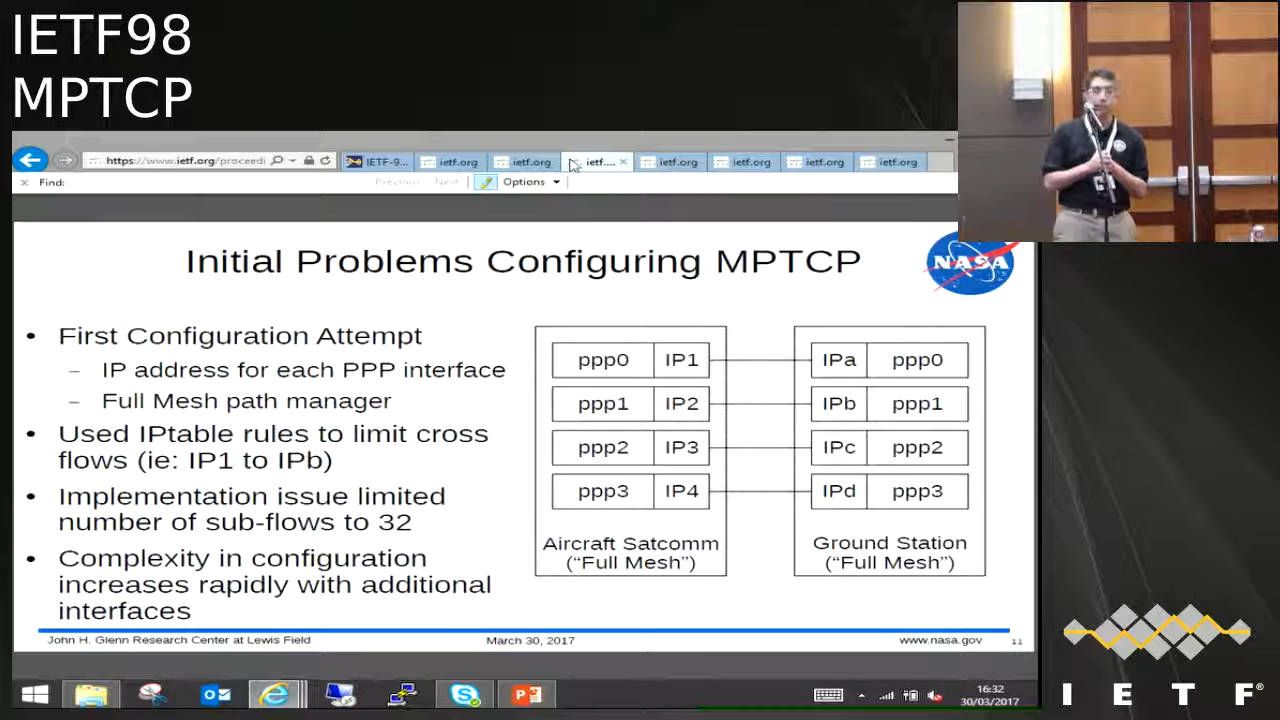 IETF98
MPTCP
https://www.ietf.org/proceedi
IETF-9...
ietf.org
ietf.org
ietf....
ietf.org
ietf.org
ietf.org
ietf.org
Find:
Previous
Next
Options
Initial Problems Configuring MPTCP
NASA
• First Configuration Attempt
– IP address for each PPP interface
– Full Mesh path manager
• Used IPtable rules to limit cross
flows (ie: IP1 to IPb)
• Implementation issue limited
number of sub-flows to 32
• Complexity in configuration
increases rapidly with additional
interfaces
ppp0 IP1
ppp1 IP2
ppp2 IP3
ppp3 IP4
Aircraft Satcomm
(“Full Mesh”)
IPa ppp0
IPb ppp1
IPc ppp2
IPd ppp3
Ground Station
(“Full Mesh”)
John H. Glenn Research Center at Lewis Field
March 30, 2017
www.nasa.gov
11
16:32
30/03/2017
I E T F®